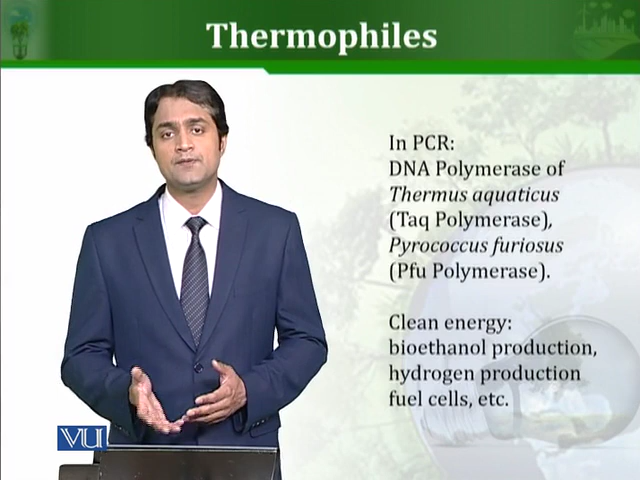 Thermophiles
In PCR:
DNA Polymerase of
Thermus aquaticus
(Taq Polymerase),
Pyrococcus furiosus
(Pfu Polymerase).
Clean energy:
bioethanol production,
hydrogen production
fuel cells, etc.
VU